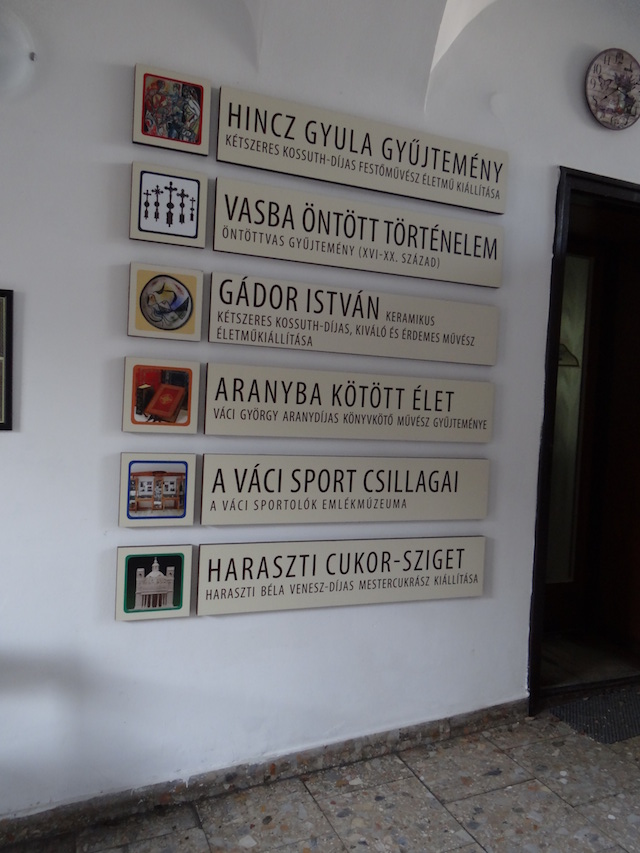 HINCZ GYULA GYŰJTEMÉNY
KÉTSZERES KOSSUTH-DÍJAS FESTŐMŰVÉSZ ÉLETMŰ KIÁLLÍTÁSA
VASBA ÖNTÖTT TÖRTÉNELEM
ÖNTÖTTVAS GYŰJTEMÉNY (XVI-XX. SZÁZAD)
GÁDOR ISTVÁN KERAMIKUS
KÉTSZERES KOSSUTH-DÍJAS, KIVÁLÓ ÉS ÉRDEMES MŰVÉSZ
ÉLETMŰKIÁLLÍTÁSA
ARANYBA KÖTÖTT ÉLET
VÁCI GYÖRGY ARANYDÍJAS KÖNYVKÖTŐ MŰVÉSZ GYŰJTEMÉNYE
A VÁCI SPORT CSILLAGAI
A VÁCI SPORTOLÓK EMLÉKMÚZEUMA
HARASZTI CUKOR-SZIGET
HARASZTI BÉLA VENESZ-DÍJAS MESTERCUKRÁSZ KIÁLLÍTÁSA